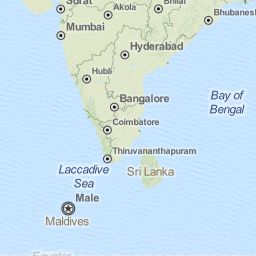 Surat
Akola
Bhilai
Bhubanesh
Mumbai
Hyderabad
Hubli
Bay of
Bengal
Bangalore
Coimbatore
Thiruvananthapuram
Laccadive
Sea
Sri Lanka
Male
Maldives
Equator